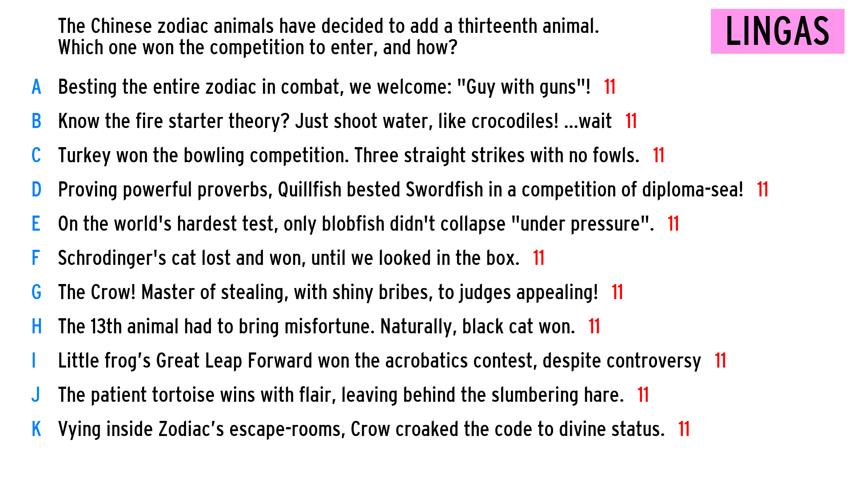 The Chinese zodiac animals have decided to add a thirteenth animal.
Which one won the competition to enter, and how?
LINGAS
A Besting the entire zodiac in combat, we welcome: "Guy with guns"! 11
B Know the fire starter theory? Just shoot water, like crocodiles! ...wait 11
C Turkey won the bowling competition. Three straight strikes with no fowls. 11
D Proving powerful proverbs, Quillfish bested Swordfish in a competition of diploma-sea! 11
E On the world's hardest test, only blobfish didn't collapse "under pressure". 11
F Schrodinger's cat lost and won, until we looked in the box. 11
G The Crow! Master of stealing, with shiny bribes, to judges appealing! 11
H The 13th animal had to bring misfortune. Naturally, black cat won. 11
I Little frog’s Great Leap Forward won the acrobatics contest, despite controversy 11
J The patient tortoise wins with flair, leaving behind the slumbering hare. 11
K Vying inside Zodiac’s escape-rooms, Crow croaked the code to divine status. 11